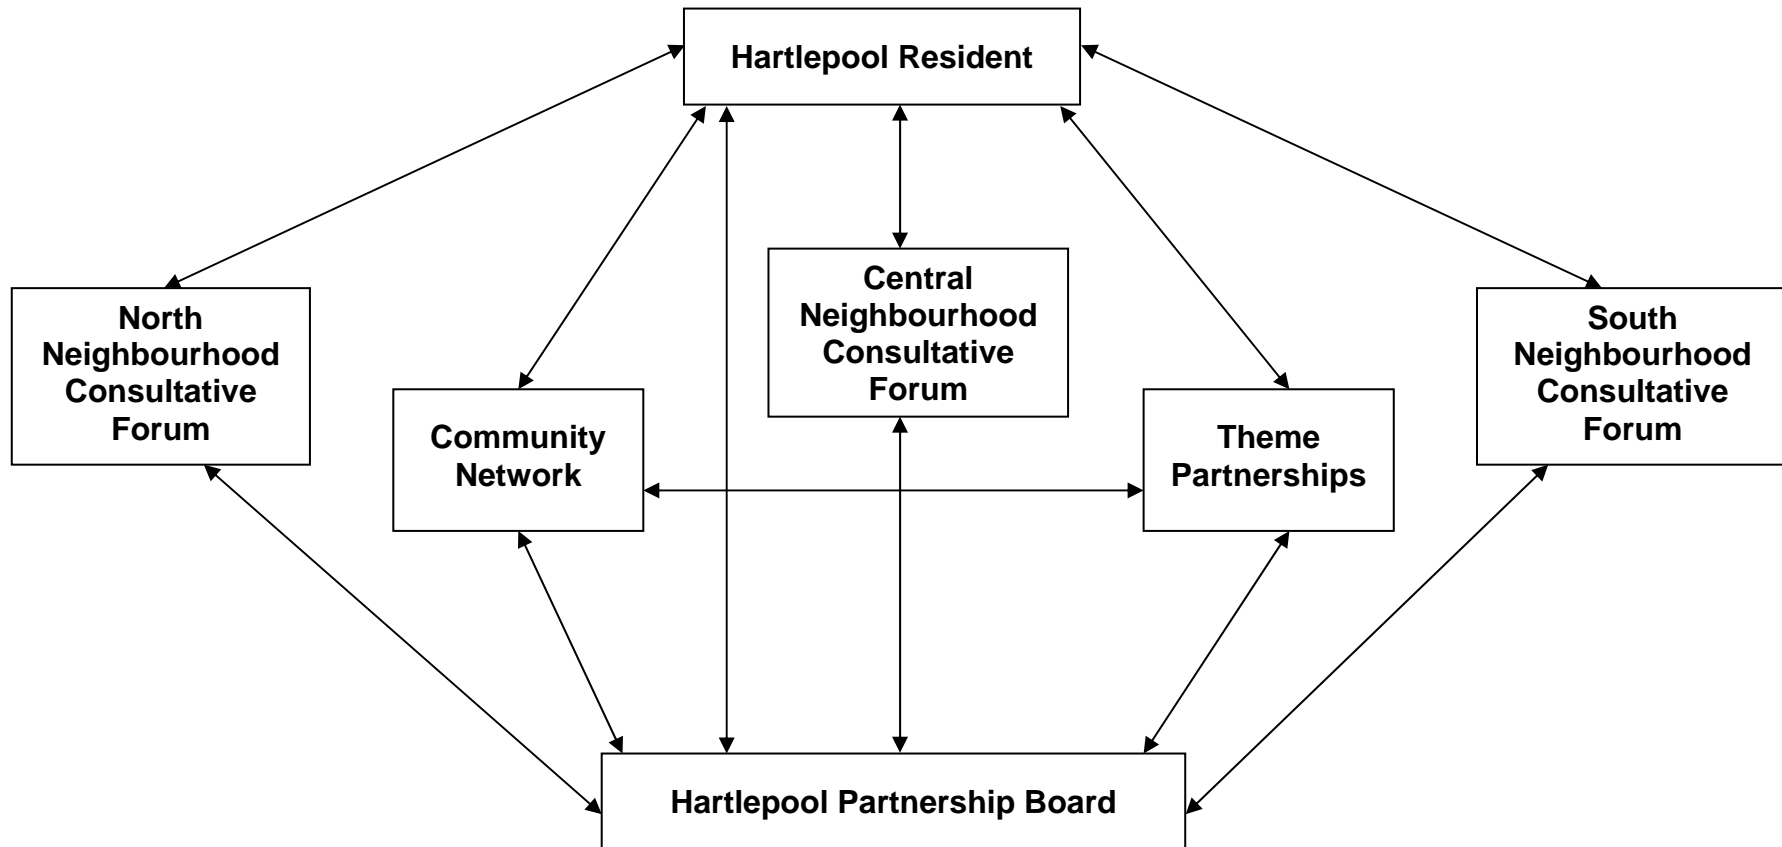 Hartlepool Resident
North
Neighbourhood
Consultative
Forum
Community
Network
Central
Neighbourhood
Consultative
Forum
Theme
Partnerships
South
Neighbourhood
Consultative
Forum
Hartlepool Partnership Board